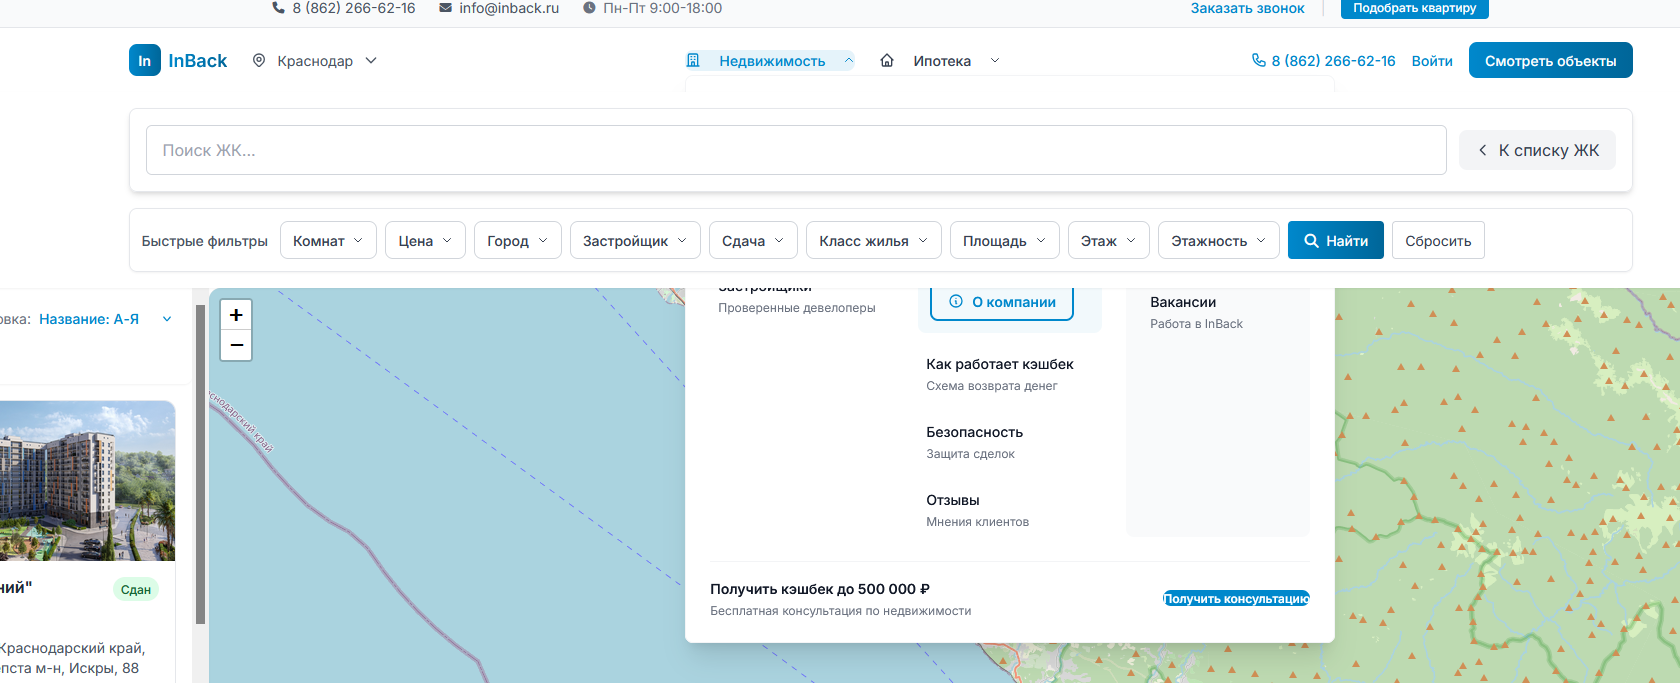 8 (862) 266-62-16 info@inback.ru Пн-Пт 9:00-18:00 Заказать звонок Подобрать квартиру
In InBack Краснодар Недвижимость Ипотека 8 (862) 266-62-16 Войти Смотреть объекты
Поиск ЖК... К списку ЖК
Быстрые фильтры Комнат Цена Город Застройщик Сдача Класс жилья Площадь Этаж Этажность Найти Сбросить
овка: Название: А-Я
+
−
Застройщики
Проверенные девелоперы
О компании
Вакансии
Работа в InBack
Как работает кэшбек
Схема возврата денег
Безопасность
Защита сделок
Отзывы
Мнения клиентов
Получить кэшбек до 500 000 ₽
Бесплатная консультация по недвижимости
Получить консультацию
снодарский край
ний"
Сдан
Краснодарский край,
пста м-н, Искры, 88